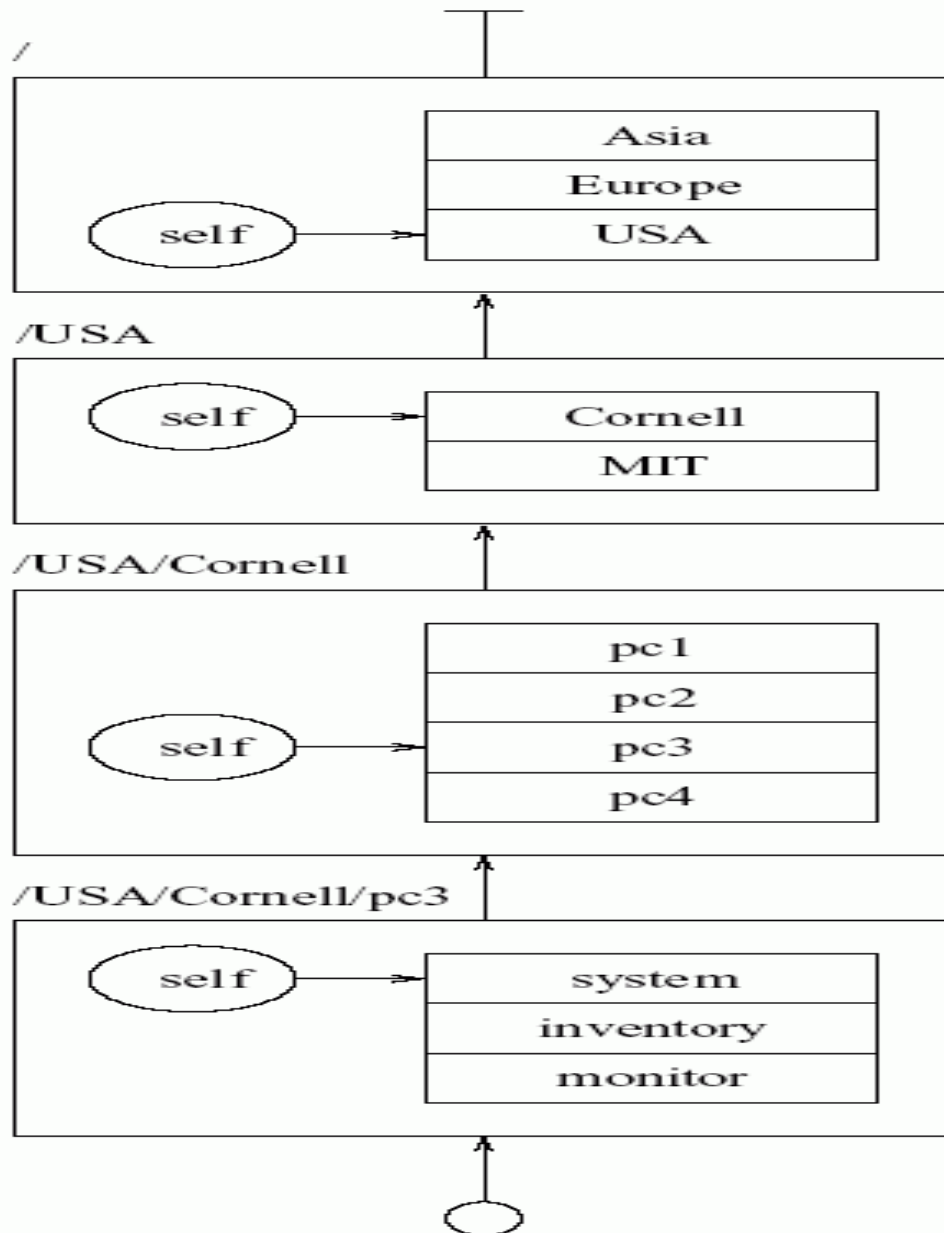 /
Asia
Europe
self
USA
/USA
self
Cornell
MIT
/USA/Cornell
pc1
pc2
self
pc3
pc4
/USA/Cornell/pc3
self
system
inventory
monitor